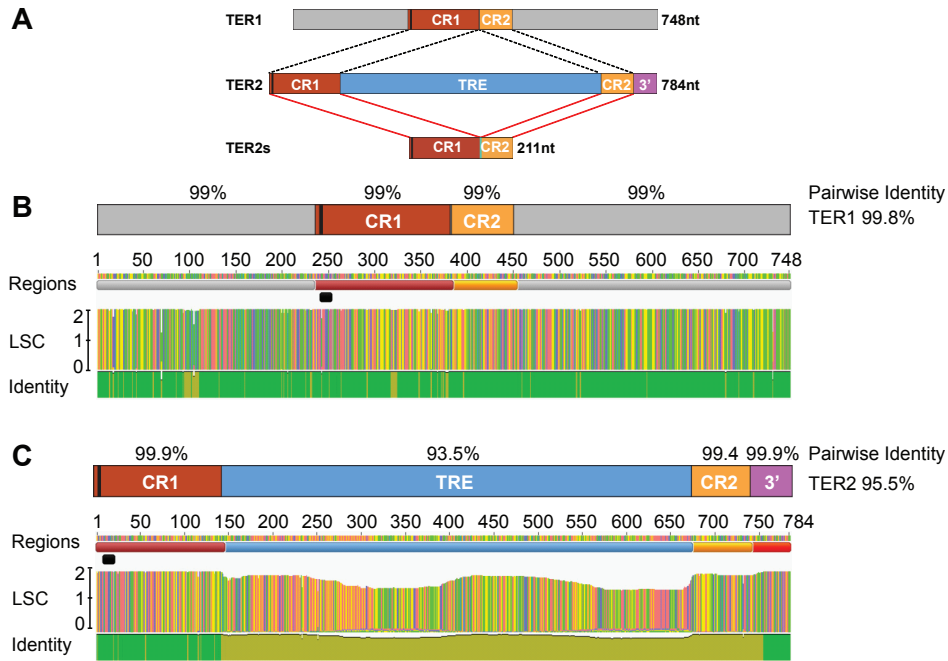 A
TER1 CR1 CR2 748nt
TER2 CR1 TRE CR2 3' 784nt
TER2s CR1 CR2 211nt
B
99% 99% 99% 99%
Pairwise Identity
CR1 CR2
TER1 99.8%
1 50 100 150 200 250 300 350 400 450 500 550 600 650 700 748
Regions
LSC
2
1
0
Identity
C
99.9% 93.5% 99.4 99.9%
Pairwise Identity
CR1 TRE CR2 3'
TER2 95.5%
1 50 100 150 200 250 300 350 400 450 500 550 600 650 700 750 784
Regions
LSC
2
1
0
Identity